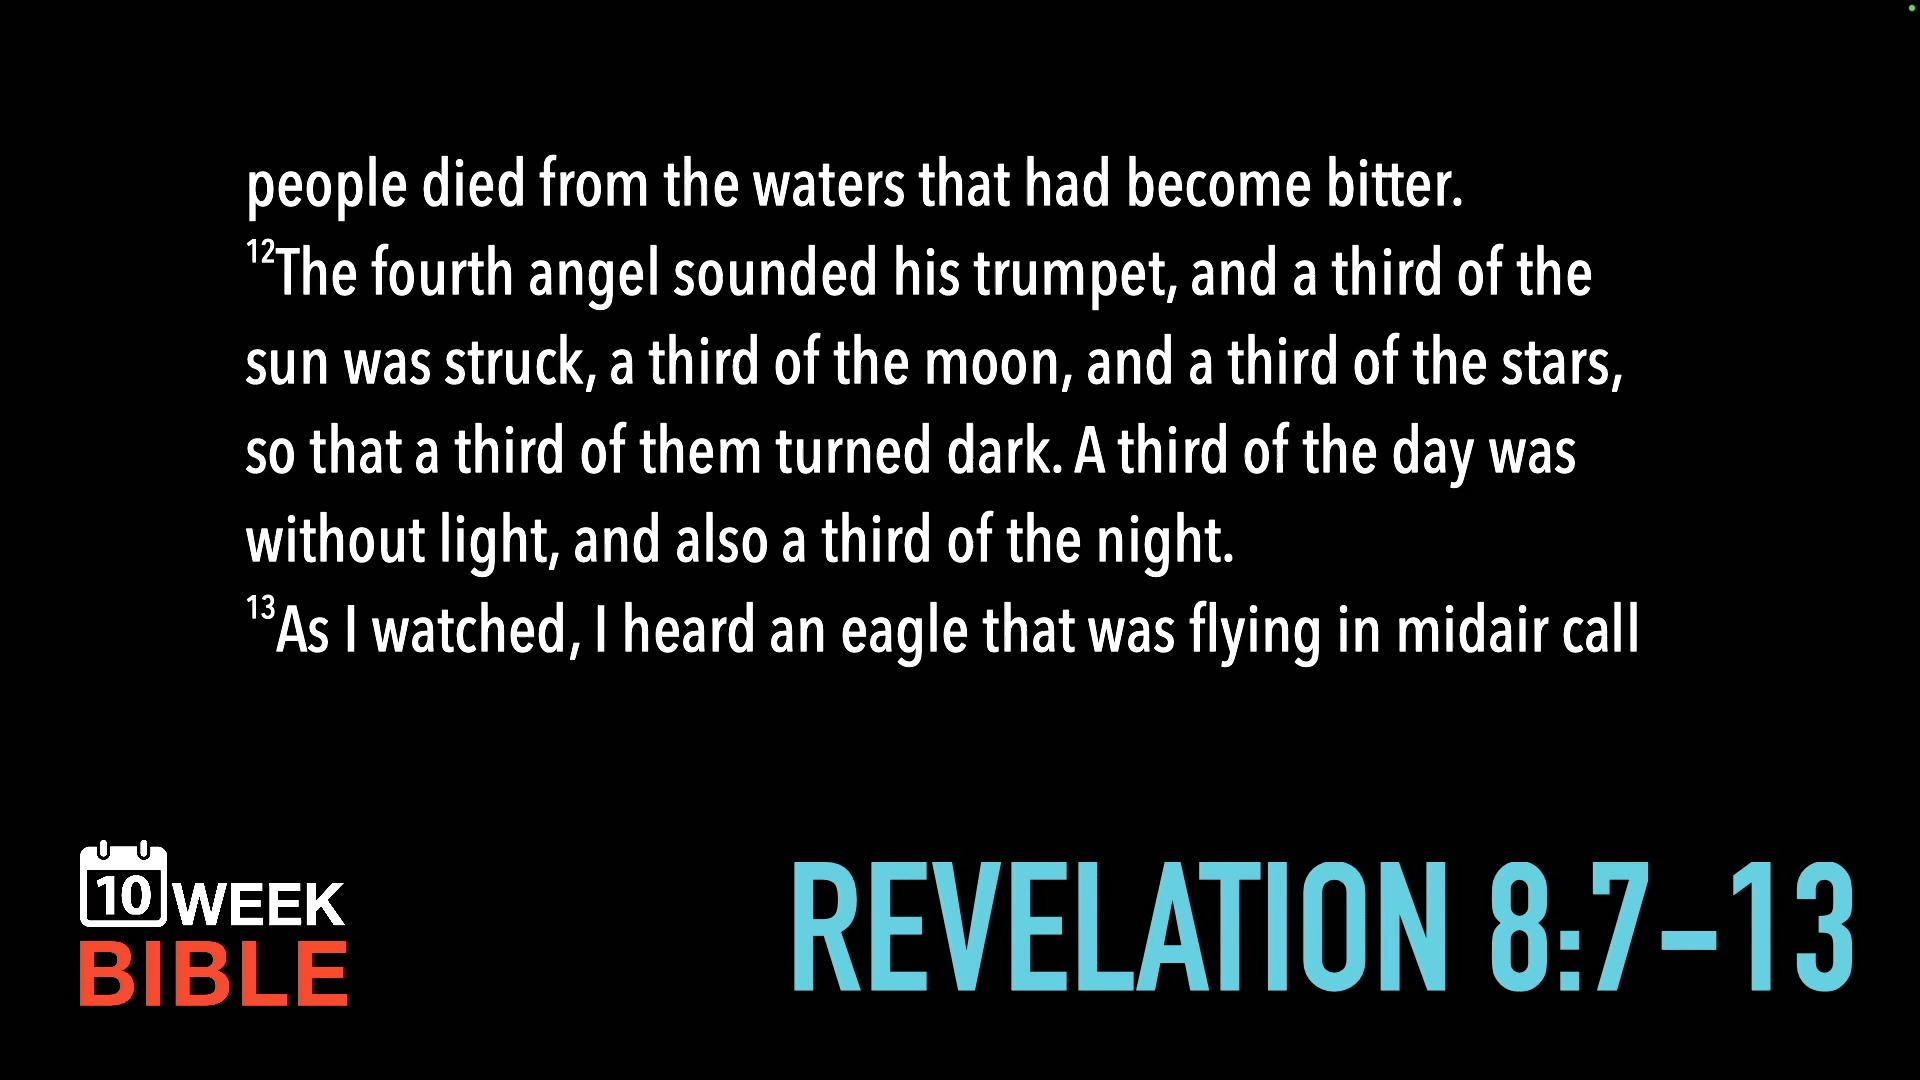 people died from the waters that had become bitter.
12The fourth angel sounded his trumpet, and a third of the
sun was struck, a third of the moon, and a third of the stars,
so that a third of them turned dark. A third of the day was
without light, and also a third of the night.
13As I watched, I heard an eagle that was flying in midair call
10 WEEK
BIBLE
REVELATION 8:7–13